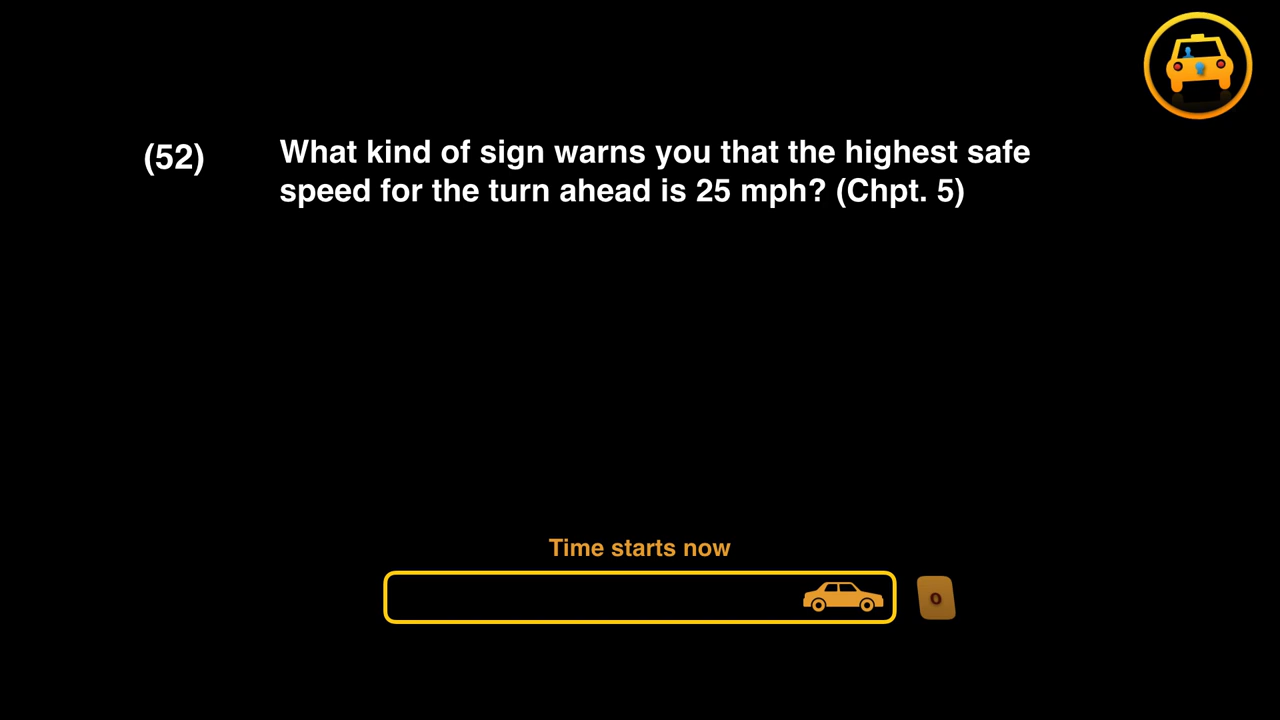 (52)
What kind of sign warns you that the highest safe
speed for the turn ahead is 25 mph? (Chpt. 5)
Time starts now
0